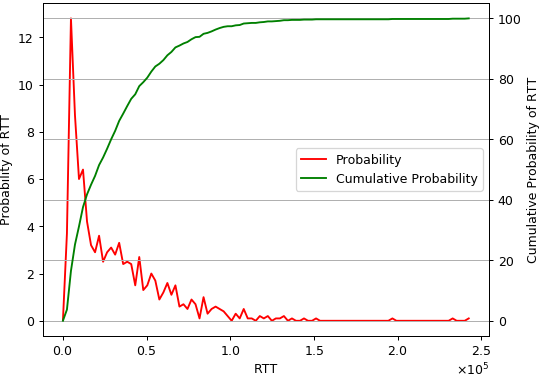 Probability of RTT
12
10
8
6
4
2
0
100
80
60
40
20
0
Cumulative Probability of RTT
Probability
Cumulative Probability
0.0 0.5 1.0 1.5 2.0 2.5
RTT
×10⁵